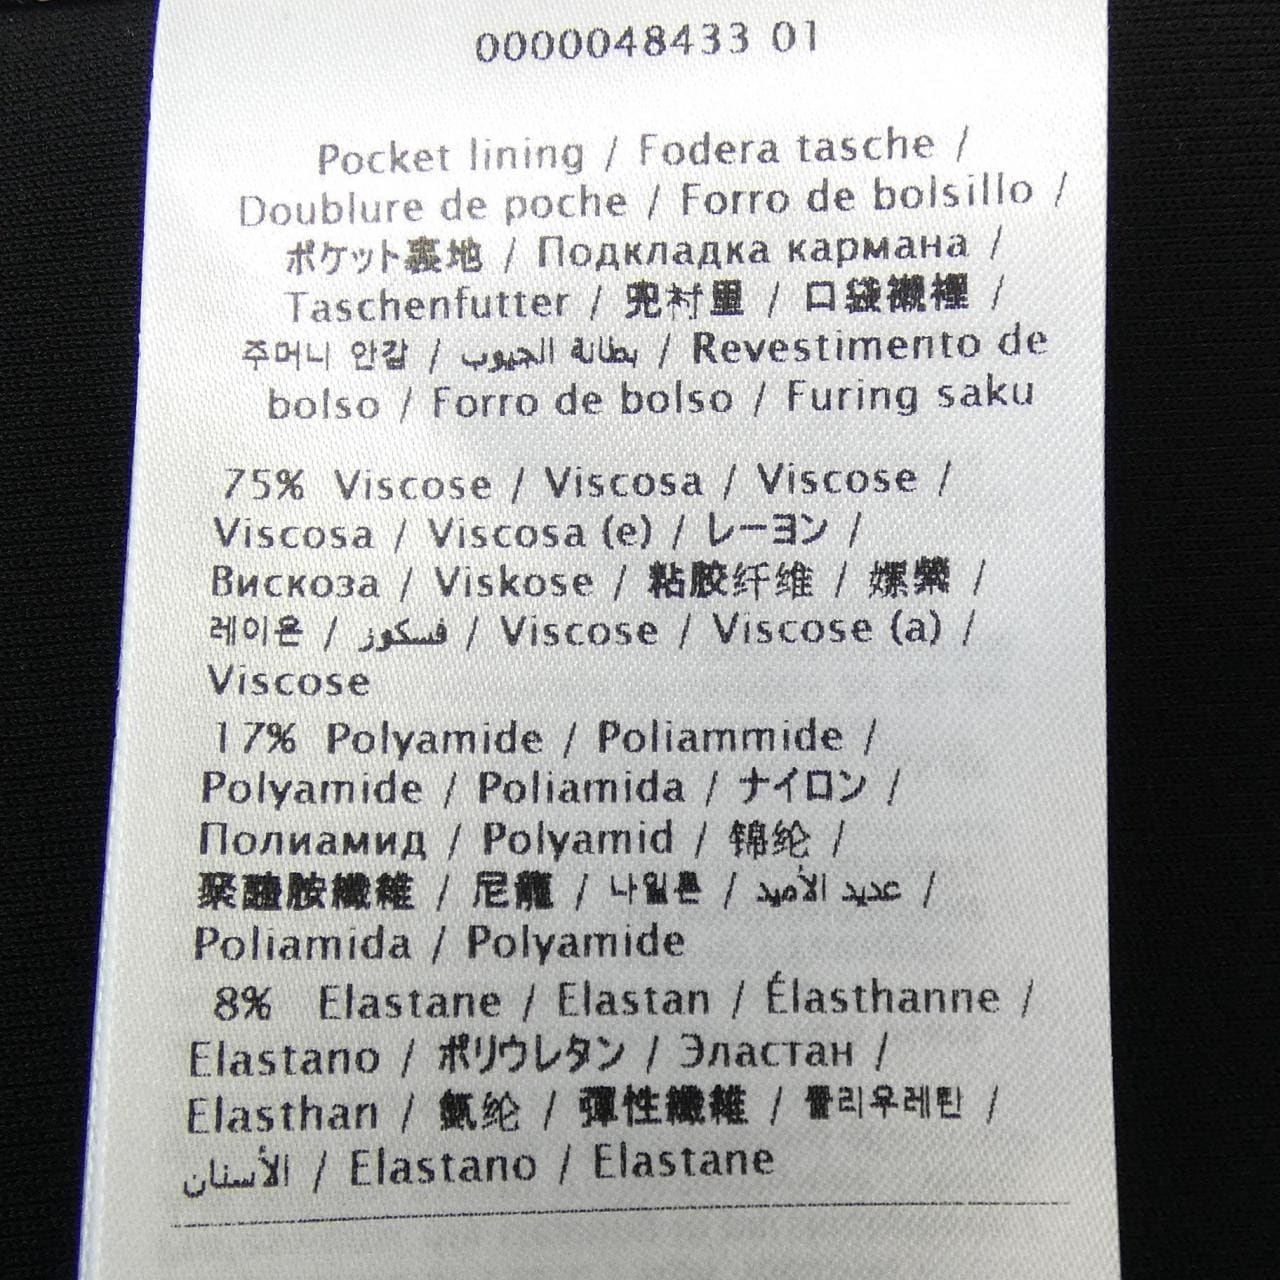 0000048433 01
Pocket lining / Fodera tasche /
Doublure de poche / Forro de bolsillo /
ポケット裏地 / Подкладка кармана /
Taschenfutter / 兜衬里 / 口袋襯裡 /
주머니 안감 / بطانة الجيوب / Revestimento de
bolso / Forro de bolso / Furing saku
75% Viscose / Viscosa / Viscose /
Viscosa / Viscosa (e) / レーヨン /
Вискоза / Viskose / 粘胶纤维 / 嫘縈
레이온 / فسكوز / Viscose / Viscose (a) /
Viscose
17% Polyamide / Poliammide /
Polyamide / Poliamida / ナイロン /
Полиамид / Polyamid / 锦纶 /
聚醯胺纖維 / 尼龍 / 나일론 / عديد الأميد /
Poliamida / Polyamide
8% Elastane / Elastan / Élasthanne /
Elastano / ポリウレタン / Эластан /
Elasthan / 氨纶 / 彈性纖維 / 폴리우레탄 /
الأستان / Elastano / Elastane